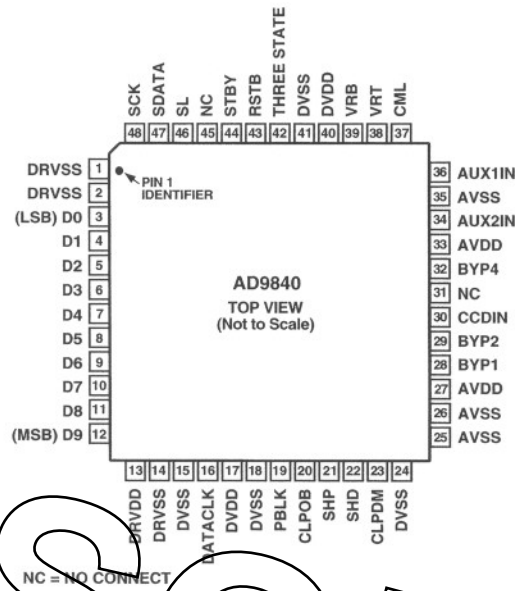 SCK
SDATA
SL
NC
STBY
RSTB
THREE STATE
DVSS
DVDD
VRB
VRT
CML
48 47 46 45 44 43 42 41 40 39 38 37
DRVSS 1
DRVSS 2
(LSB) D0 3
D1 4
D2 5
D3 6
D4 7
D5 8
D6 9
D7 10
D8 11
(MSB) D9 12
PIN 1
IDENTIFIER
AD9840
TOP VIEW
(Not to Scale)
36 AUX1IN
35 AVSS
34 AUX2IN
33 AVDD
32 BYP4
31 NC
30 CCDIN
29 BYP2
28 BYP1
27 AVDD
26 AVSS
25 AVSS
13 14 15 16 17 18 19 20 21 22 23 24
DRVDD
DRVSS
DVSS
DATACLK
DVDD
DVSS
PBLK
CLPOB
SHP
SHD
CLPDM
DVSS
NC = NO CONNECT